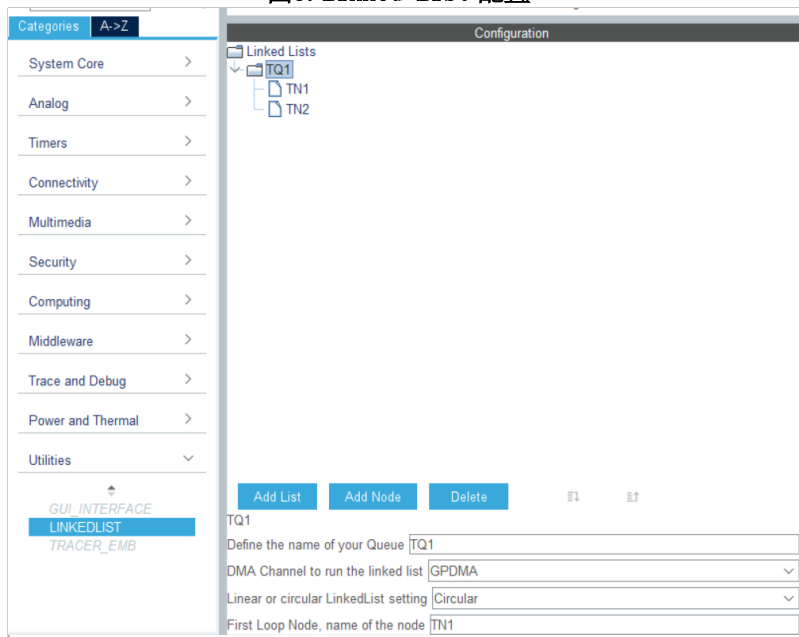 Categories A->Z
System Core
Analog
Timers
Connectivity
Multimedia
Security
Computing
Middleware
Trace and Debug
Power and Thermal
Utilities
GUI_INTERFACE
LINKEDLIST
TRACER_EMB
Configuration
Linked Lists
TQ1
TN1
TN2
Add List Add Node Delete
TQ1
Define the name of your Queue TQ1
DMA Channel to run the linked list GPDMA
Linear or circular LinkedList setting Circular
First Loop Node, name of the node TN1